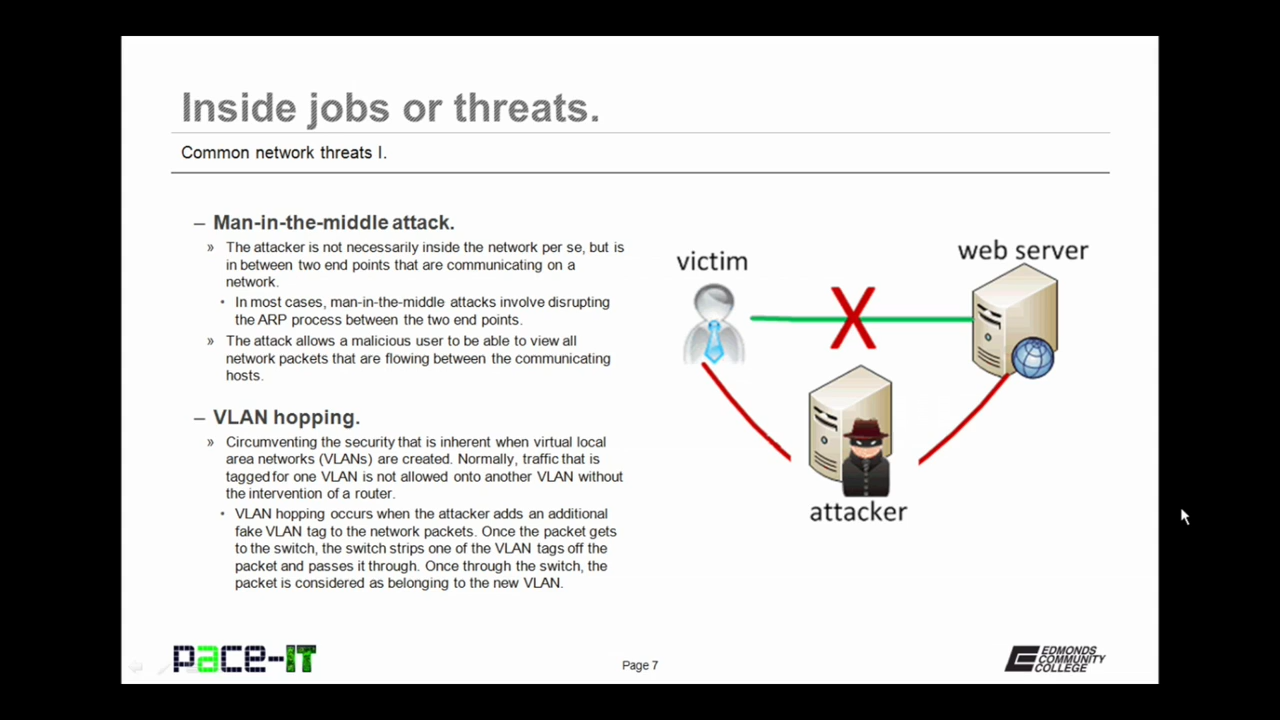 Inside jobs or threats.
Common network threats I.
– Man-in-the-middle attack.
» The attacker is not necessarily inside the network per se, but is
in between two end points that are communicating on a
network.
• In most cases, man-in-the-middle attacks involve disrupting
the ARP process between the two end points.
» The attack allows a malicious user to be able to view all
network packets that are flowing between the communicating
hosts.
– VLAN hopping.
» Circumventing the security that is inherent when virtual local
area networks (VLANs) are created. Normally, traffic that is
tagged for one VLAN is not allowed onto another VLAN without
the intervention of a router.
• VLAN hopping occurs when the attacker adds an additional
fake VLAN tag to the network packets. Once the packet gets
to the switch, the switch strips one of the VLAN tags off the
packet and passes it through. Once through the switch, the
packet is considered as belonging to the new VLAN.
victim
web server
X
attacker
pace-IT
Page 7
EDMONDS
COMMUNITY
COLLEGE